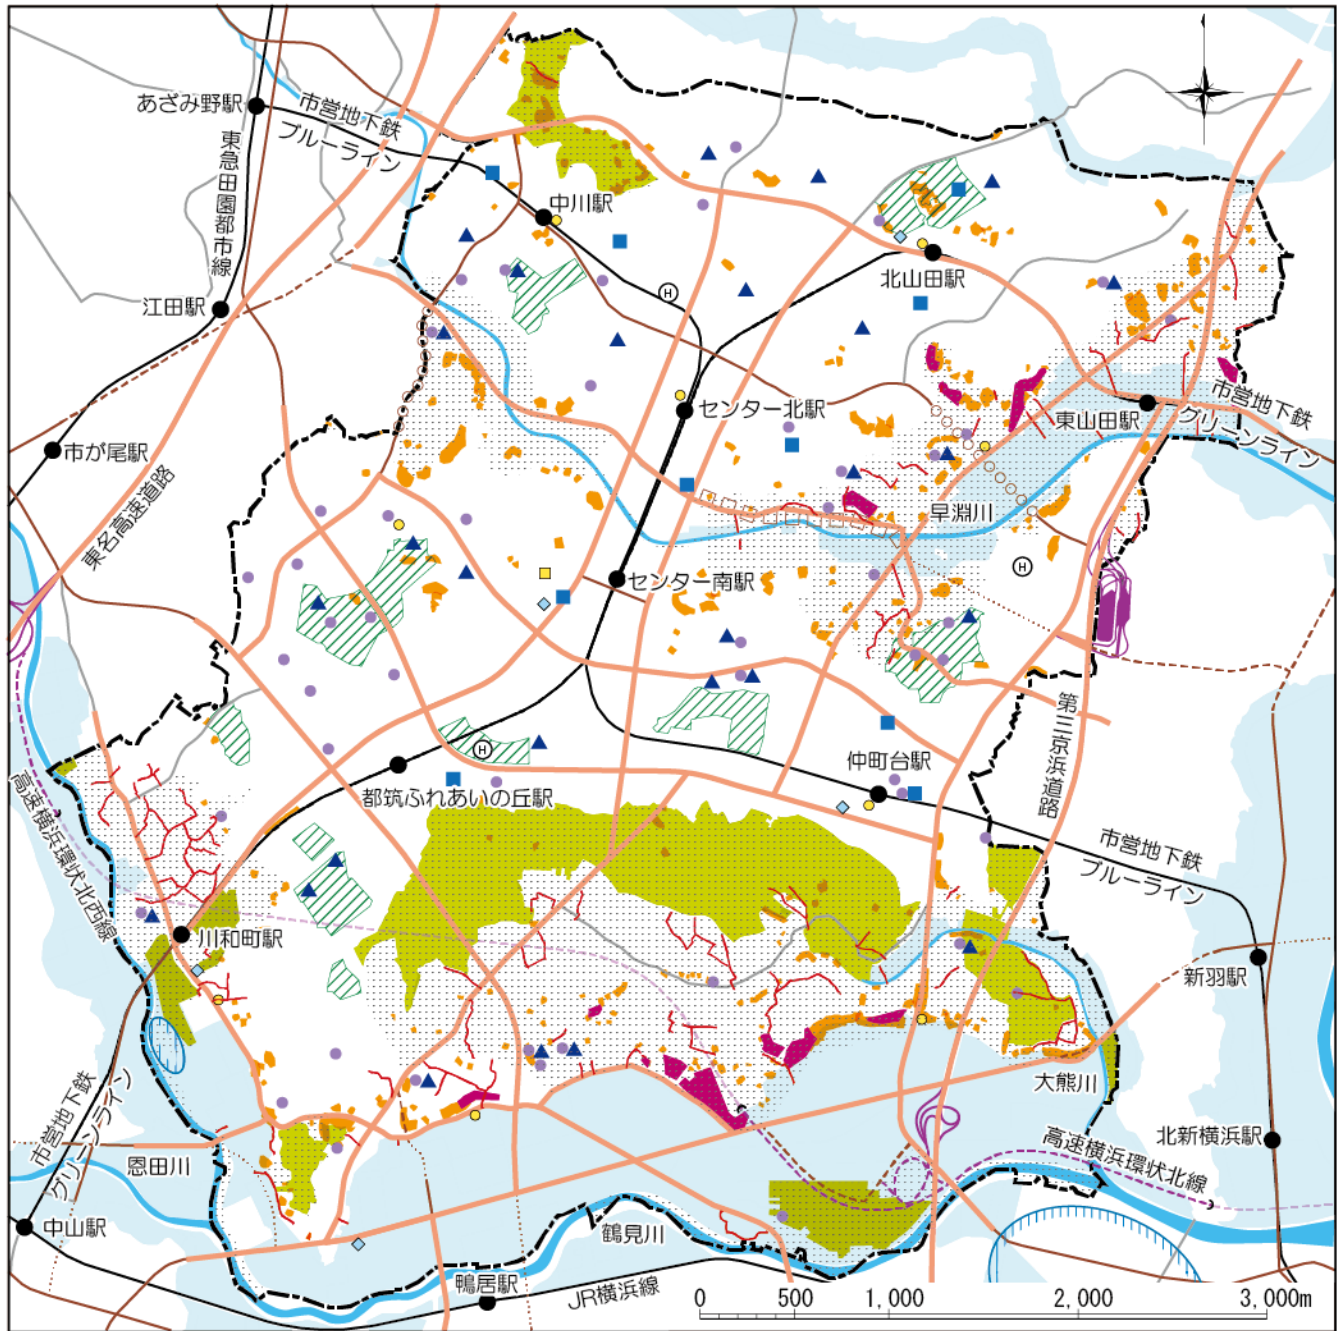 あざみ野駅
市営地下鉄
ブルーライン
東急田園都市線
中川駅
江田駅
北山田駅
H
市が尾駅
センター北駅
東山田駅
市営地下鉄
グリーンライン
東名高速道路
早淵川
H
センター南駅
第三京浜道路
仲町台駅
H
都筑ふれあいの丘駅
高速横浜環状北西線
市営地下鉄
ブルーライン
川和町駅
新羽駅
大熊川
市営地下鉄
グリーンライン
恩田川
北新横浜駅
高速横浜環状北線
中山駅
鶴見川
鴨居駅
JR横浜線
0 500 1,000 2,000 3,000m